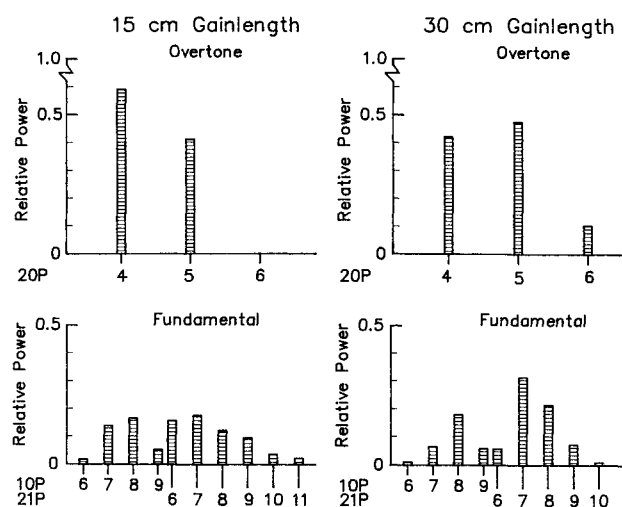 15 cm Gainlength
Overtone
Relative Power
1.0
0.5
0
20P
4 5 6
30 cm Gainlength
Overtone
Relative Power
1.0
0.5
0
20P
4 5 6
Fundamental
Relative Power
0.5
0
10P
6 7 8 9
21P
6 7 8 9 10 11
Fundamental
Relative Power
0.5
0
10P
6 7 8 9
21P
6 7 8 9 10